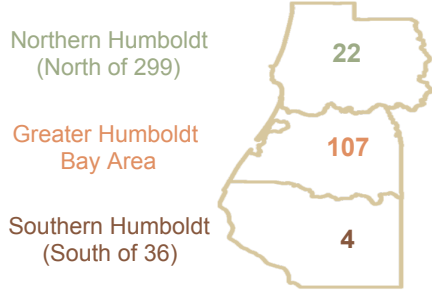 Northern Humboldt
(North of 299)
22
Greater Humboldt
Bay Area
107
Southern Humboldt
(South of 36)
4